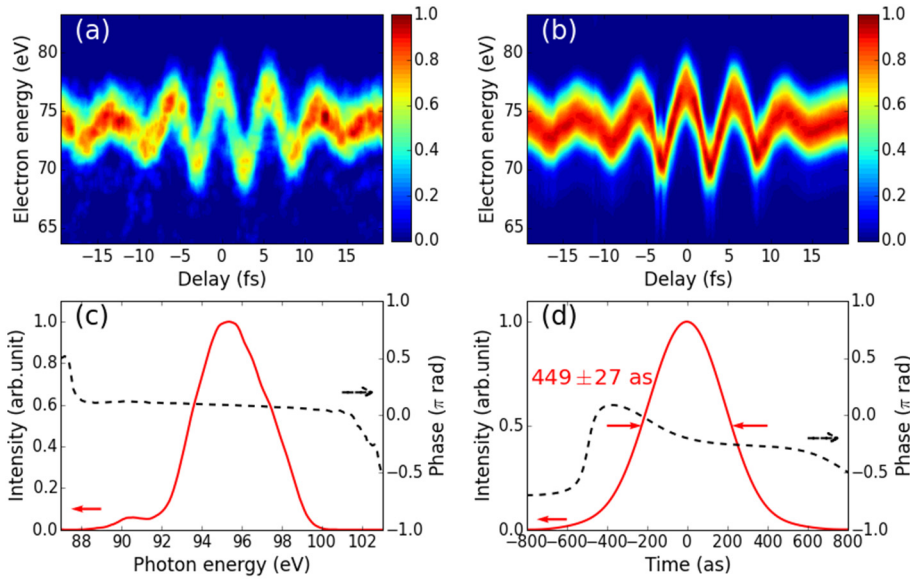 (a)
Electron energy (eV)
80
75
70
65
−15 −10 −5 0 5 10 15
Delay (fs)
1.0
0.8
0.6
0.4
0.2
0.0
(b)
Electron energy (eV)
80
75
70
65
−15 −10 −5 0 5 10 15
Delay (fs)
1.0
0.8
0.6
0.4
0.2
0.0
(c)
Intensity (arb.unit)
1.0
0.8
0.6
0.4
0.2
0.0
88 90 92 94 96 98 100 102
Photon energy (eV)
1.0
0.5
0.0
−0.5
−1.0
Phase (π rad)
(d)
449±27 as
Intensity (arb.unit)
1.0
0.5
0.0
−800 −600 −400 −200 0 200 400 600 800
Time (as)
1.0
0.5
0.0
−0.5
−1.0
Phase (π rad)